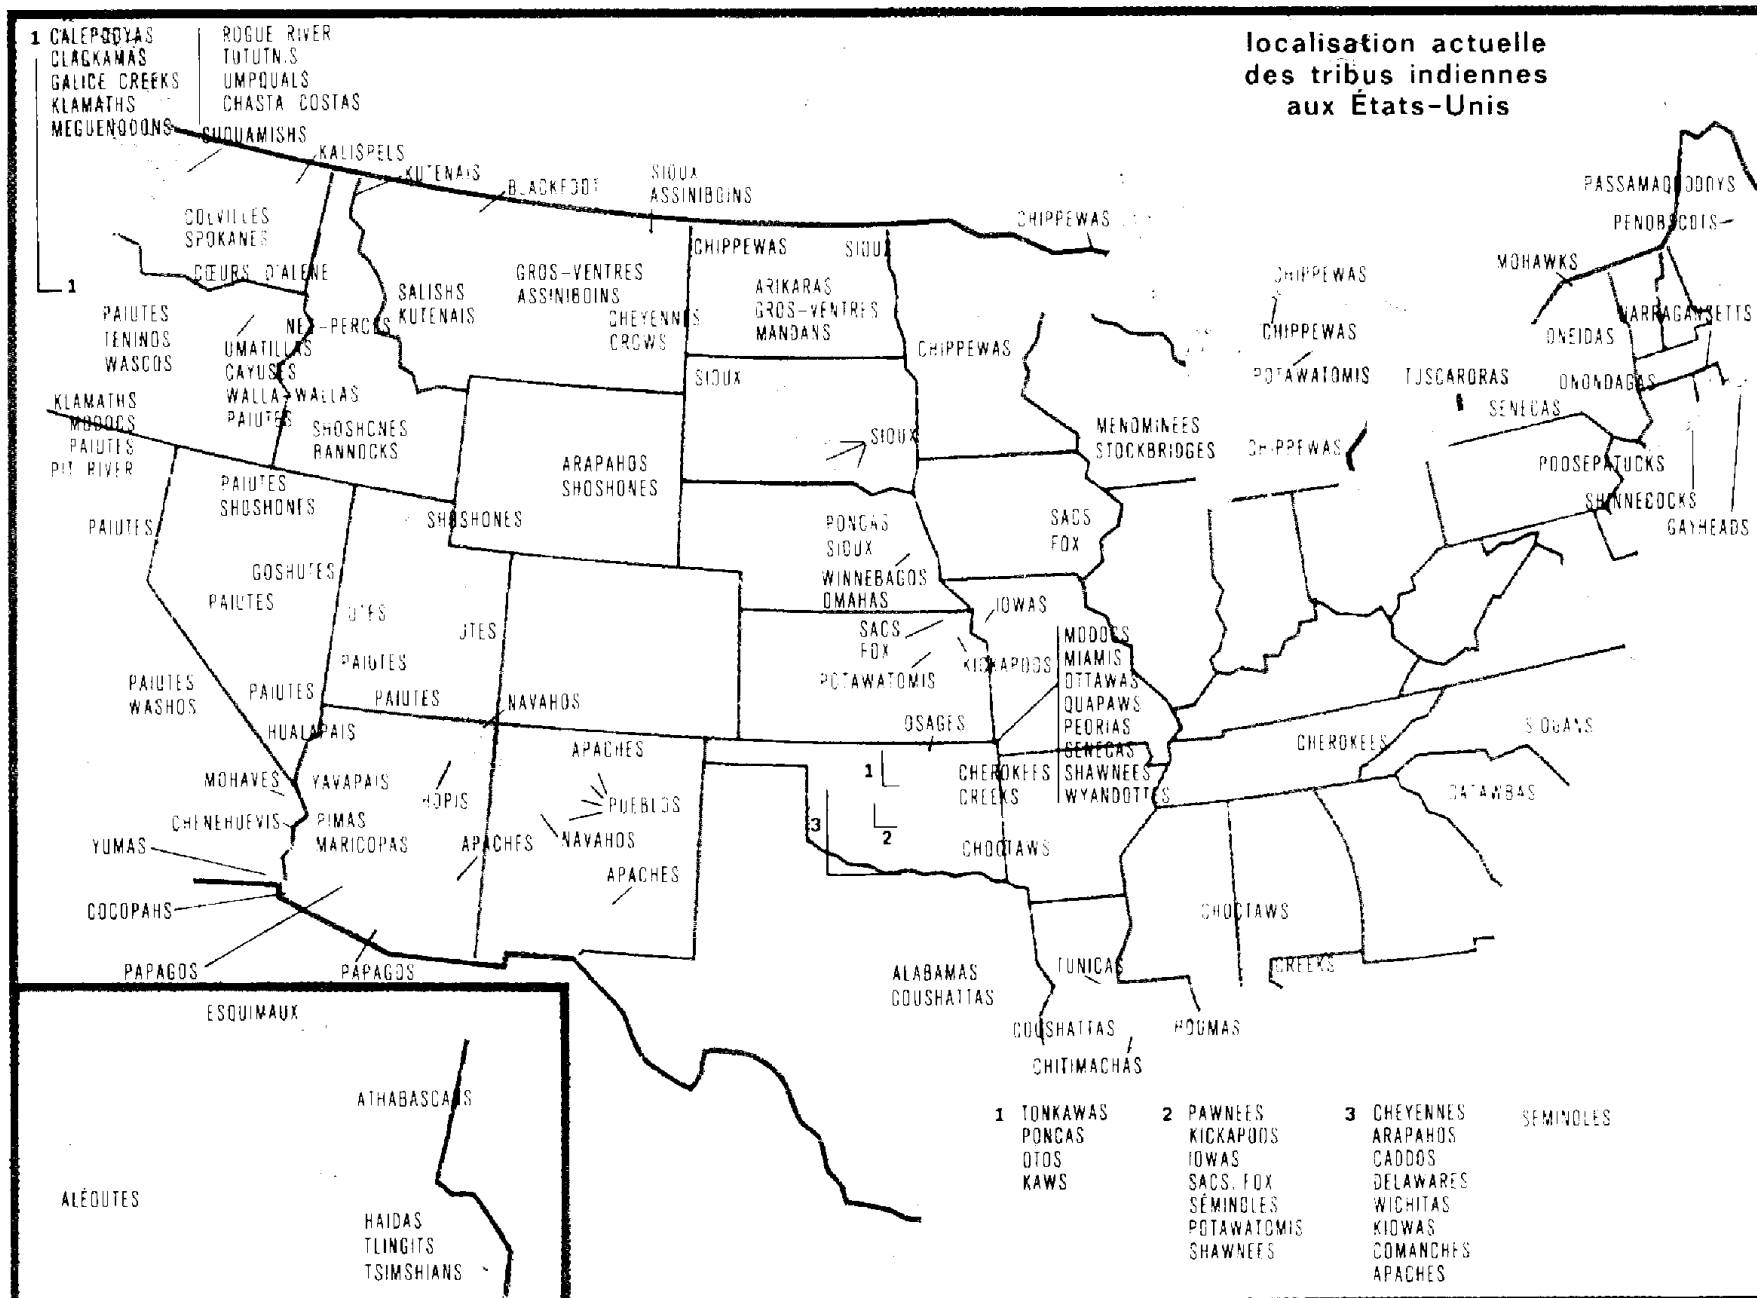 localisation actuelle
des tribus indiennes
aux États-Unis
1 CALEPOOYAS
CLACKAMAS
GALICE CREEKS
KLAMATHS
MEGUENODONS
ROGUE RIVER
TUTUTN.S
UMPQUALS
CHASTA COSTAS
SUQUAMISHS
KALISPELS
KUTENAIS
BLACKFOOT
SIOUX
ASSINIBOINS
CHIPPEWAS
PASSAMAQUODDYS
PENOBSCOTS
MOHAWKS
COLVILLES
SPOKANES
CŒURS D'ALÈNE
1
PAIUTES
TENINOS
WASCOS
NEZ-PERCÉS
UMATILLAS
CAYUSES
WALLA-WALLAS
PAIUTES
SALISHS
KUTENAIS
GROS-VENTRES
ASSINIBOINS
CHEYENNES
CROWS
CHIPPEWAS
SIOUX
ARIKARAS
GROS-VENTRES
MANDANS
CHIPPEWAS
CHIPPEWAS
CHIPPEWAS
POTAWATOMIS
TUSCARORAS
NARRAGANSETTS
ONEIDAS
ONONDAGAS
SENECAS
KLAMATHS
MODOCS
PAIUTES
PIT RIVER
SHOSHONES
BANNOCKS
SIOUX
SIOUX
MENOMINEES
STOCKBRIDGES
CHIPPEWAS
POOSEPATUCKS
SHINNECOCKS
GAYHEADS
PAIUTES
SHOSHONES
PAIUTES
SHOSHONES
ARAPAHOS
SHOSHONES
PONCAS
SIOUX
WINNEBAGOS
OMAHAS
SACS
FOX
GOSHUTES
PAIUTES
UTES
UTES
PAIUTES
PAIUTES
WASHOS
PAIUTES
PAIUTES
NAVAHOS
IOWAS
SACS
FOX
KICKAPOOS
POTAWATOMIS
OSAGES
MODOCS
MIAMIS
OTTAWAS
QUAPAWS
PEORIAS
SENECAS
SHAWNEES
WYANDOTTES
HUALAPAIS
MOHAVES
YAVAPAIS
HOPIS
APACHES
PUEBLOS
NAVAHOS
APACHES
CHENEHUEVIS
PIMAS
MARICOPAS
APACHES
YUMAS
COCOPAHS
PAPAGOS
PAPAGOS
1
2
3
CHEROKEES
CREEKS
CHOCTAWS
CHEROKEES
SIOUANS
CATAWBAS
CHOCTAWS
CREEKS
ALABAMAS
COUSHATTAS
TUNICAS
COUSHATTAS
HOUMAS
CHITIMACHAS
SEMINOLES
ESQUIMAUX
ATHABASCANS
ALÉOUTES
HAIDAS
TLINGITS
TSIMSHIANS
1 TONKAWAS
PONCAS
OTOS
KAWS
2 PAWNEES
KICKAPOOS
IOWAS
SACS. FOX
SÉMINOLES
POTAWATOMIS
SHAWNEES
3 CHEYENNES
ARAPAHOS
CADDOS
DELAWARES
WICHITAS
KIOWAS
COMANCHES
APACHES